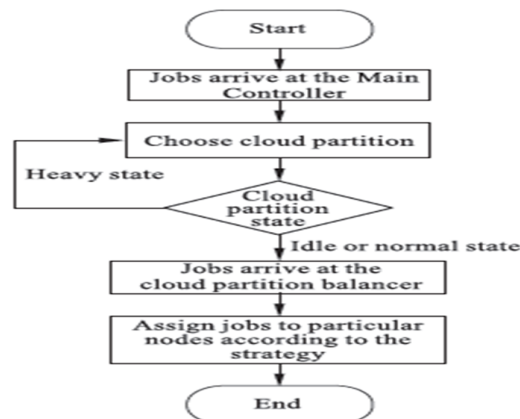 Start
Jobs arrive at the Main
Controller
Choose cloud partition
Heavy state
Cloud
partition
state
Idle or normal state
Jobs arrive at the
cloud partition balancer
Assign jobs to particular
nodes according to the
strategy
End